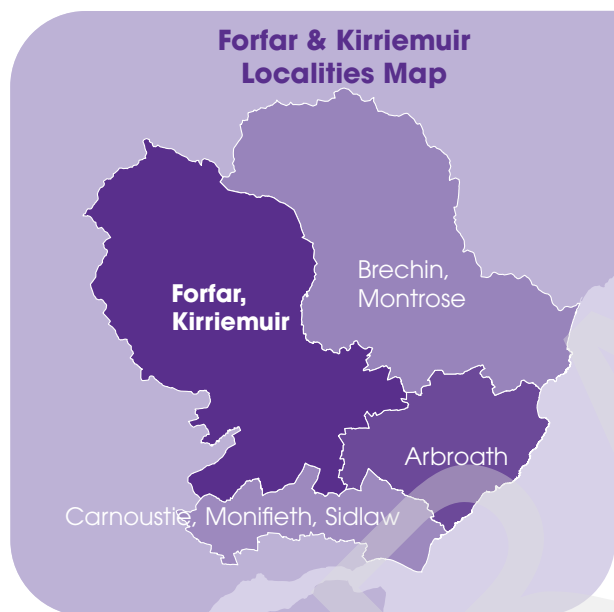 Forfar & Kirriemuir
Localities Map
Brechin,
Montrose
Forfar,
Kirriemuir
Arbroath
Carnoustie, Monifieth, Sidlaw